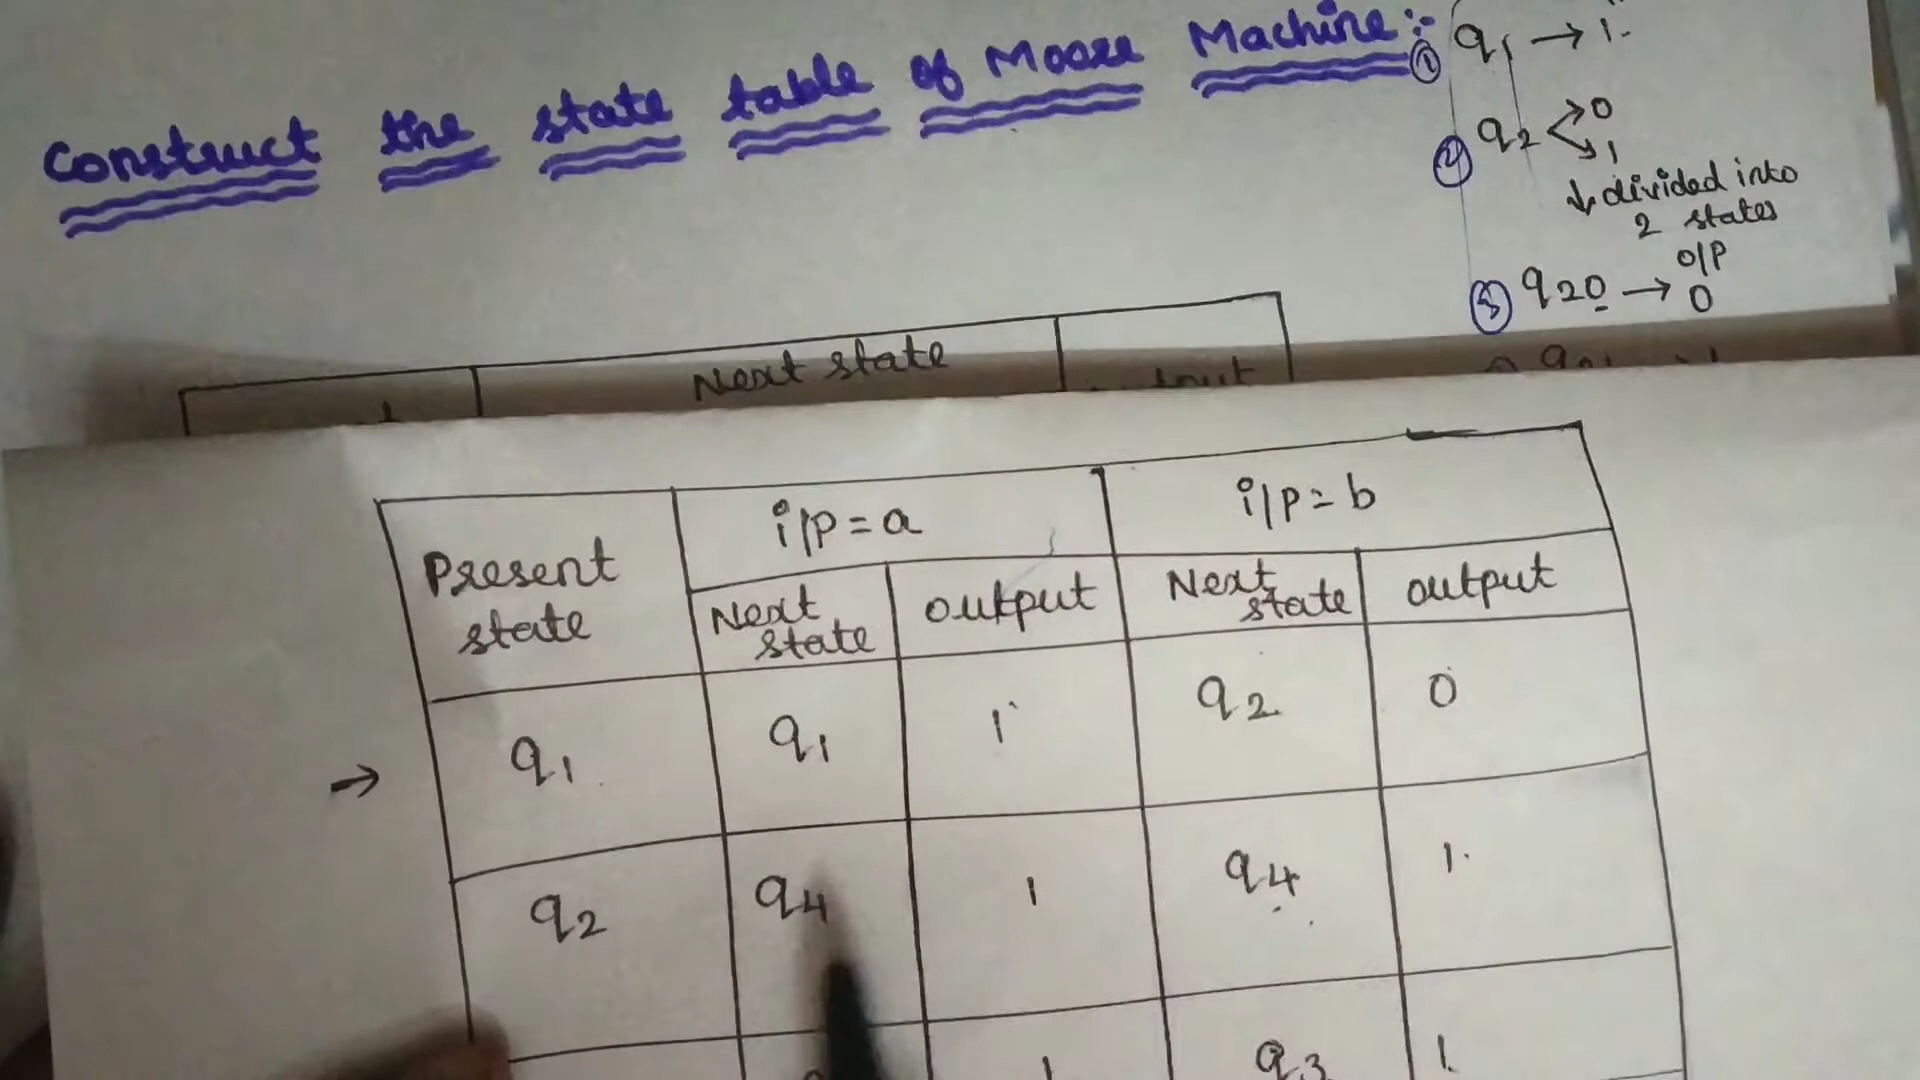 Construct the state table of Moore Machine:-
① q1 → 1.
② q2 → 0
→ 1
↓ divided into
2 states
O/P
③ q20 → 0
Next state
Present state
i/p = a
i/p = b
Next state
output
Next state
output
→ q1 q1 1 q2 0
q2 q4 1 q4 1
1 q3 1